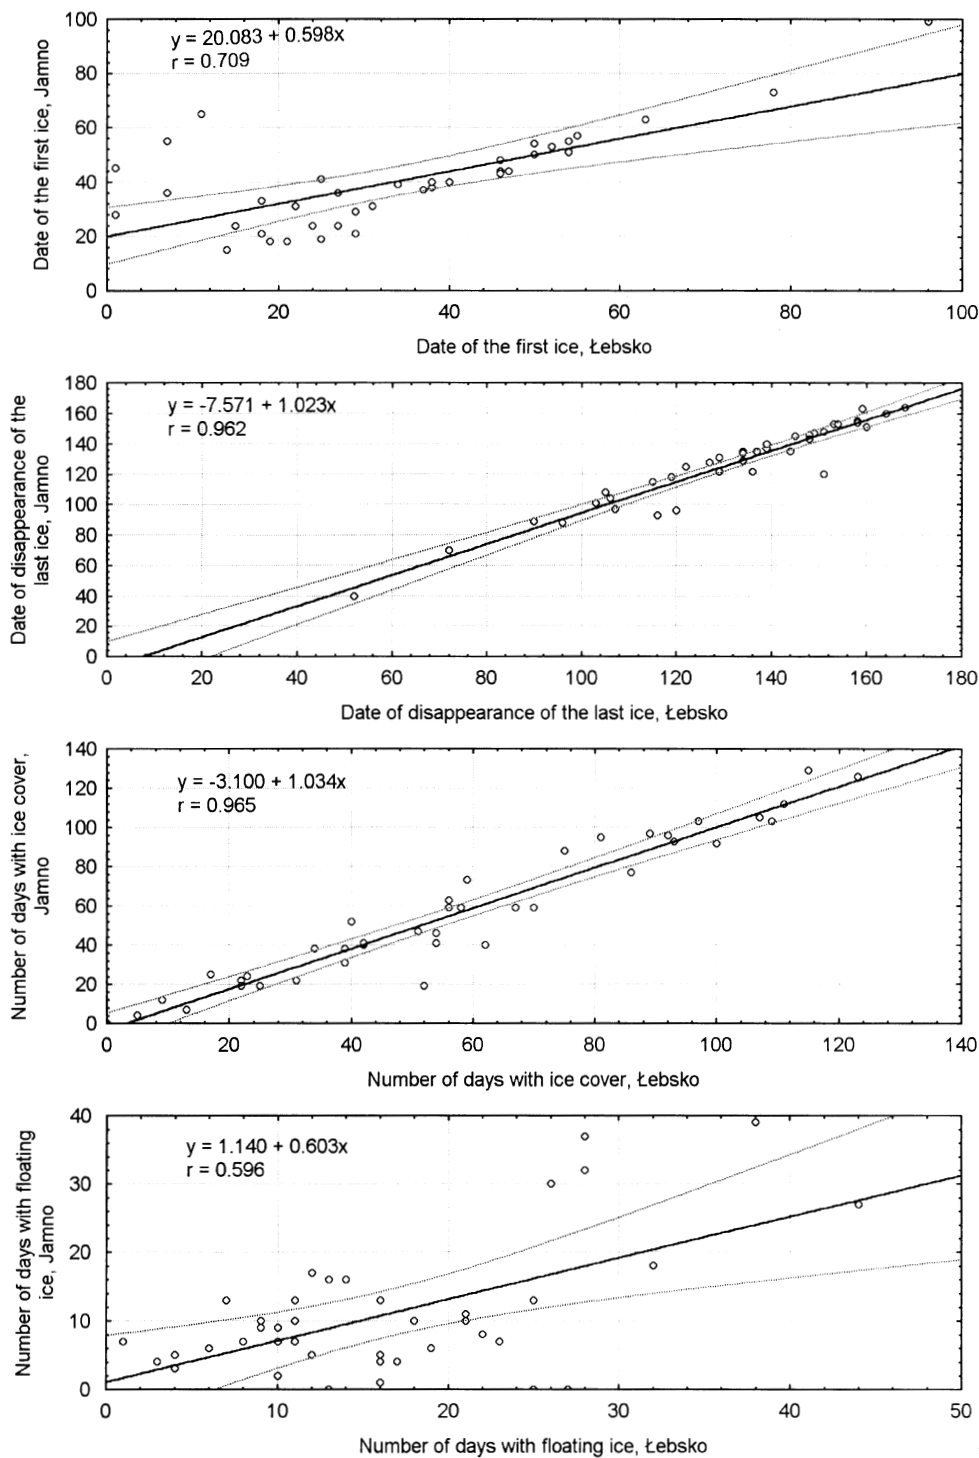 y = 20.083 + 0.598x
r = 0.709
Date of the first ice, Jamno
100
80
60
40
20
0
0 20 40 60 80 100
Date of the first ice, Łebsko
y = -7.571 + 1.023x
r = 0.962
Date of disappearance of the
last ice, Jamno
180
160
140
120
100
80
60
40
20
0
0 20 40 60 80 100 120 140 160 180
Date of disappearance of the last ice, Łebsko
y = -3.100 + 1.034x
r = 0.965
Number of days with ice cover,
Jamno
140
120
100
80
60
40
20
0
0 20 40 60 80 100 120 140
Number of days with ice cover, Łebsko
y = 1.140 + 0.603x
r = 0.596
Number of days with floating
ice, Jamno
40
30
20
10
0
0 10 20 30 40 50
Number of days with floating ice, Łebsko